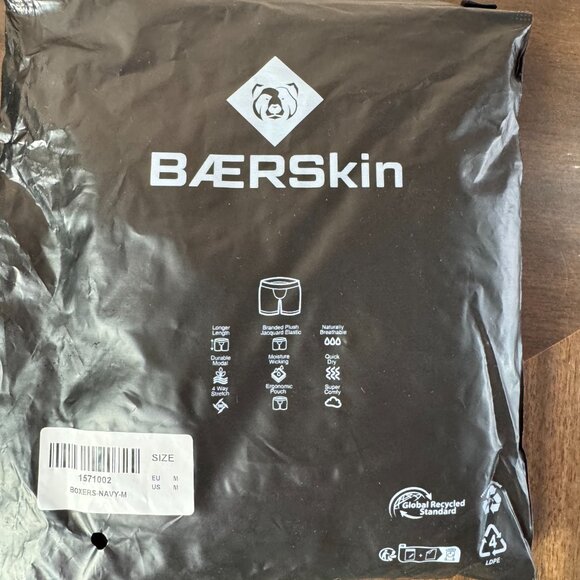 BÆRSkin
Longer
Length
Branded Plush
Jacquard Elastic
Naturally
Breathable
Durable
Modal
Moisture
Wicking
Quick
Dry
4 Way
Stretch
Ergonomic
Pouch
Super
Comfy
SIZE
1571002
EU M
US M
BOXERS-NAVY-M
Global Recycled
Standard
4
LDPE